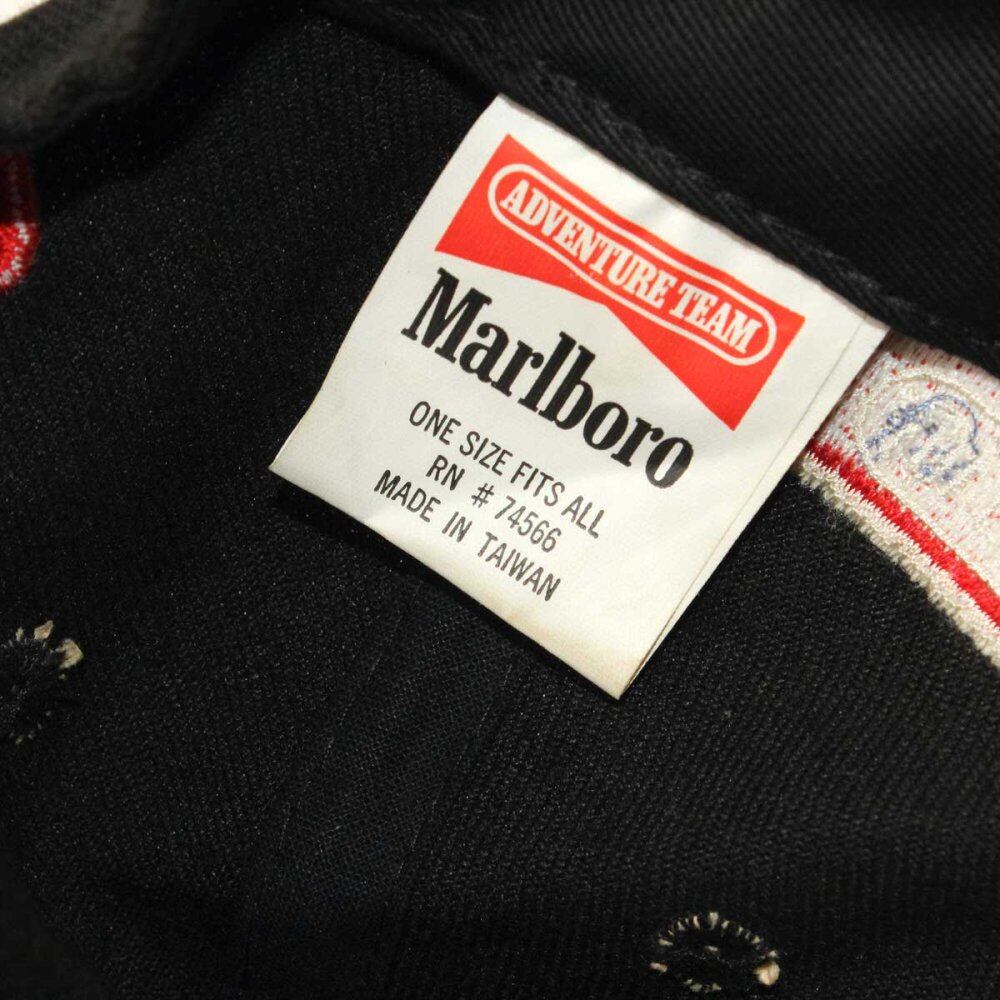 ADVENTURE TEAM
Marlboro
ONE SIZE FITS ALL
RN # 74566
MADE IN TAIWAN